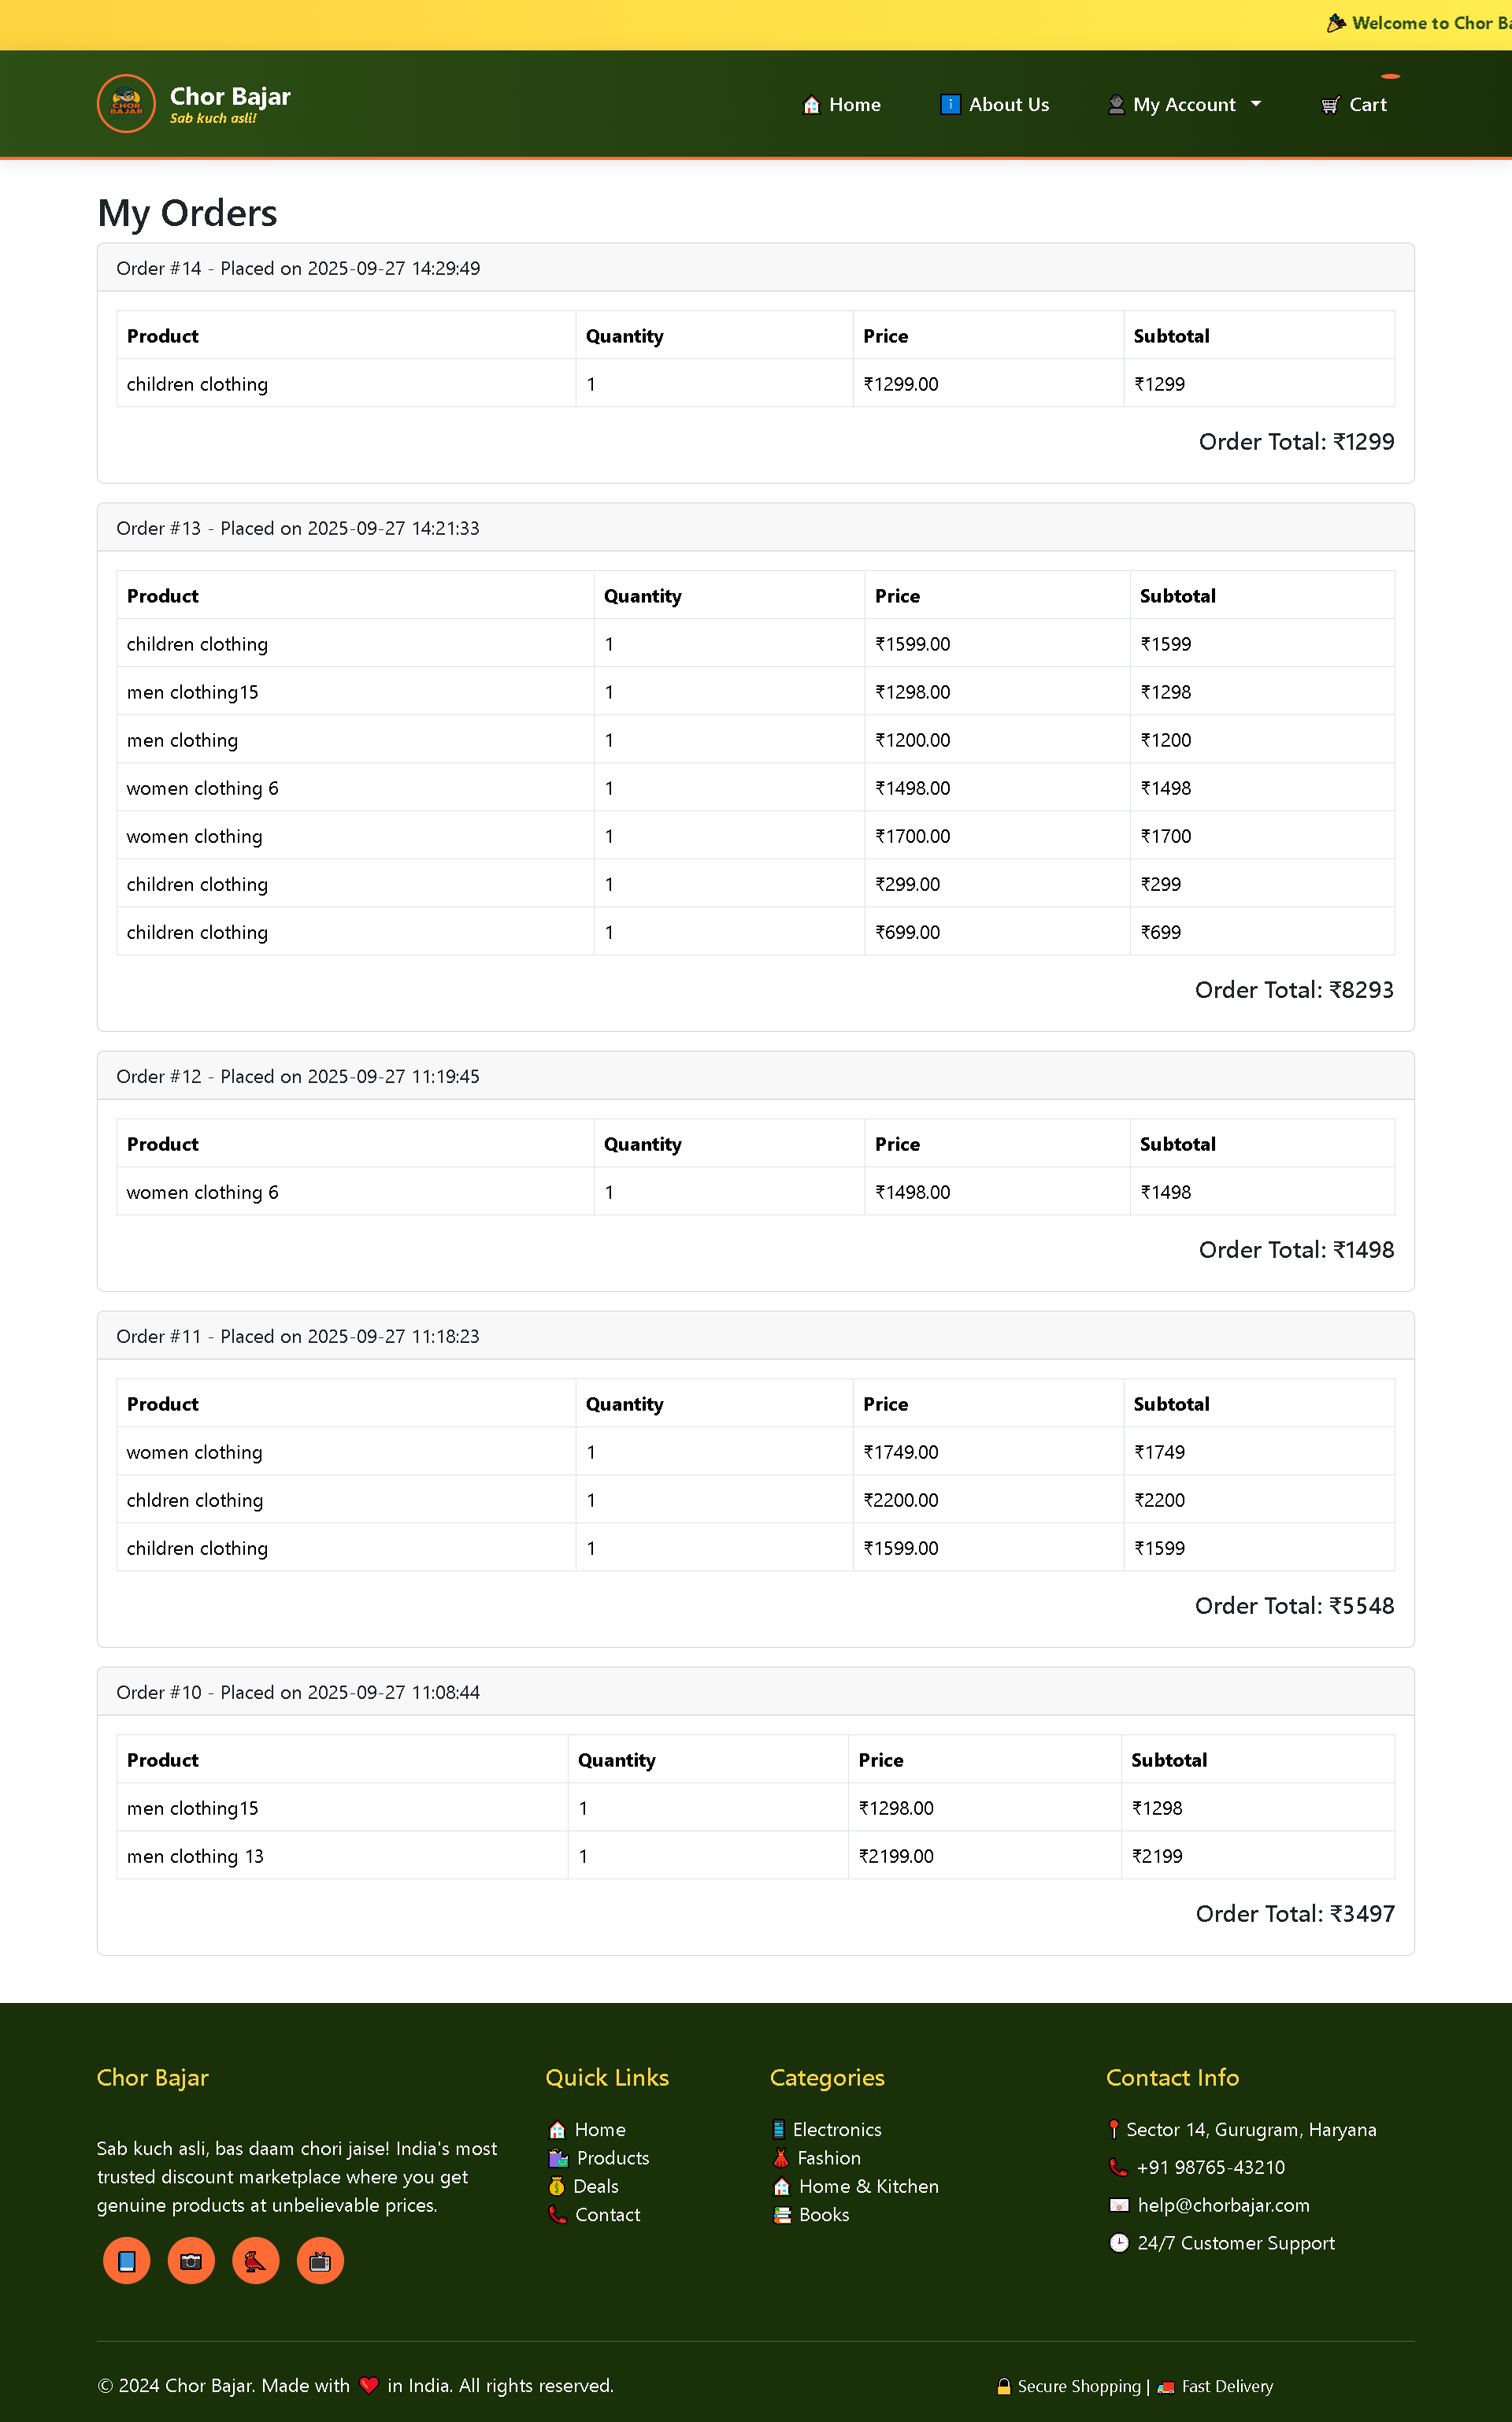 Welcome to Chor
CHOR
BAJAR
Chor Bajar
Sab kuch asli!
Home
About Us
My Account
Cart
My Orders
Order #14 - Placed on 2025-09-27 14:29:49
Product Quantity Price Subtotal
children clothing 1 ₹1299.00 ₹1299
Order Total: ₹1299
Order #13 - Placed on 2025-09-27 14:21:33
Product Quantity Price Subtotal
children clothing 1 ₹1599.00 ₹1599
men clothing15 1 ₹1298.00 ₹1298
men clothing 1 ₹1200.00 ₹1200
women clothing 6 1 ₹1498.00 ₹1498
women clothing 1 ₹1700.00 ₹1700
children clothing 1 ₹299.00 ₹299
children clothing 1 ₹699.00 ₹699
Order Total: ₹8293
Order #12 - Placed on 2025-09-27 11:19:45
Product Quantity Price Subtotal
women clothing 6 1 ₹1498.00 ₹1498
Order Total: ₹1498
Order #11 - Placed on 2025-09-27 11:18:23
Product Quantity Price Subtotal
women clothing 1 ₹1749.00 ₹1749
chldren clothing 1 ₹2200.00 ₹2200
children clothing 1 ₹1599.00 ₹1599
Order Total: ₹5548
Order #10 - Placed on 2025-09-27 11:08:44
Product Quantity Price Subtotal
men clothing15 1 ₹1298.00 ₹1298
men clothing 13 1 ₹2199.00 ₹2199
Order Total: ₹3497
Chor Bajar
Sab kuch asli, bas daam chori jaise! India's most
trusted discount marketplace where you get
genuine products at unbelievable prices.
Quick Links
Home
Products
Deals
Contact
Categories
Electronics
Fashion
Home & Kitchen
Books
Contact Info
Sector 14, Gurugram, Haryana
+91 98765-43210
help@chorbajar.com
24/7 Customer Support
© 2024 Chor Bajar. Made with ❤️ in India. All rights reserved.
Secure Shopping | Fast Delivery